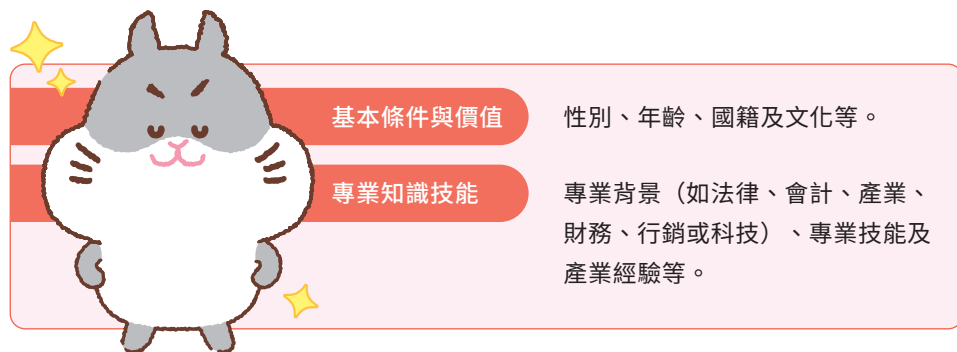 基本條件與價值
性別、年齡、國籍及文化等。
專業知識技能
專業背景（如法律、會計、產業、
財務、行銷或科技）、專業技能及
產業經驗等。